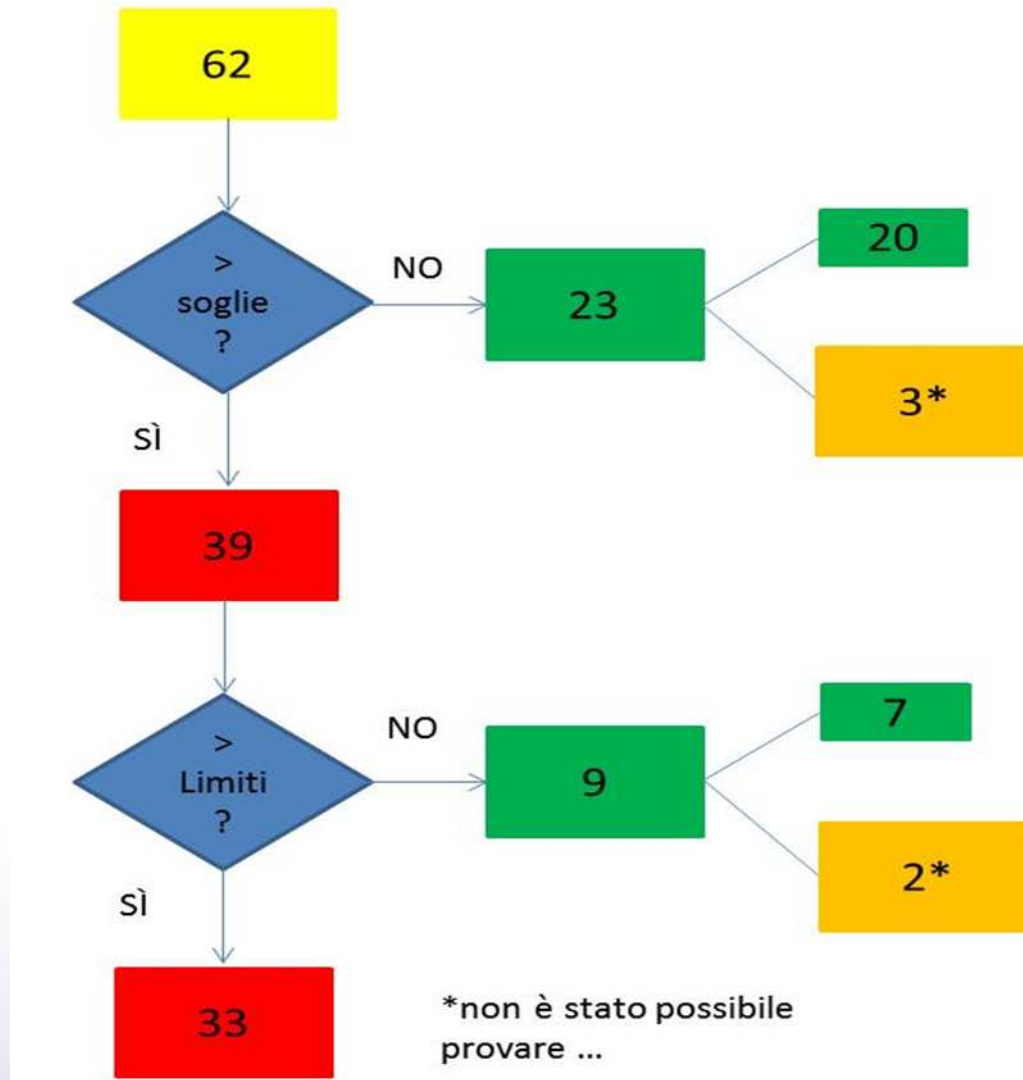 62
>
soglie
?
NO
23
20
3*
SÌ
39
>
Limiti
?
NO
9
7
2*
SÌ
33
*non è stato possibile
provare ...